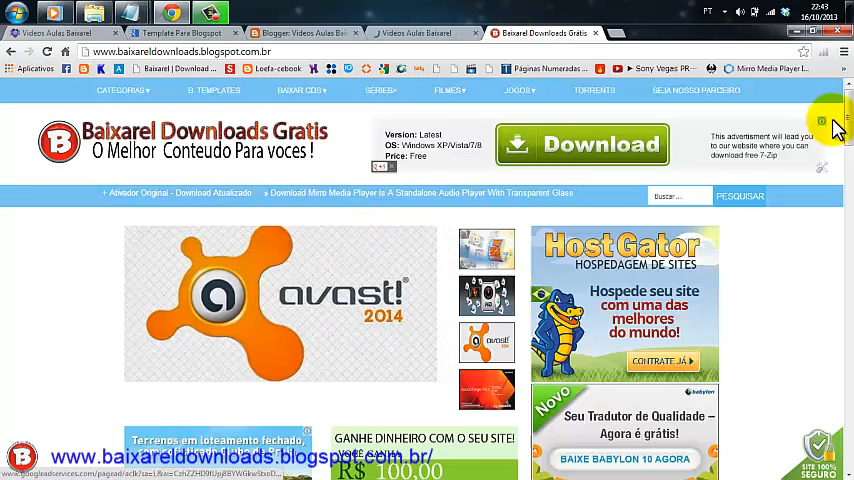 PT
22:43
16/10/2013
Videos Aulas Baixarel
Template Para Blogspot
Blogger: Videos Aulas Bai
Videos Aulas Baixarel
Baixarel Downloads Grátis
www.baixareldownloads.blogspot.com.br
Aplicativos
Baixarel | Download ...
Loefa-cebook
Páginas Numeradas ...
Sony Vegas PR
Mirro Media Player I...
CATEGORIAS
B. TEMPLATES
BAIXAR CDS
SERIES
FILMES
JOGOS
TORRENTS
SEJA NOSSO PARCEIRO
Baixarel Downloads Gratis
O Melhor Conteudo Para voces !
Version: Latest
OS: Windows XP/Vista/7/8
Price: Free
Download
This advertisment will lead you
to our website where you can
download free 7-Zip
+ Ativador Original - Download Atualizado
» Download Mirro Media Player Is A Standalone Audio Player With Transparent Glass
Buscar...
PESQUISAR
avast!
2014
HostGator
HOSPEDAGEM DE SITES
Hospede seu site
com uma das
melhores
do mundo!
CONTRATE JÁ
Novo
babylon
Seu Tradutor de Qualidade –
Agora é grátis!
BAIXE BABYLON 10 AGORA
Terrenos em loteamento fechado,
GANHE DINHEIRO COM O SEU SITE!
VOCÊ GANHA
R$ 100,00
www.baixareldownloads.blogspot.com.br/
SITE 100%
SEGURO